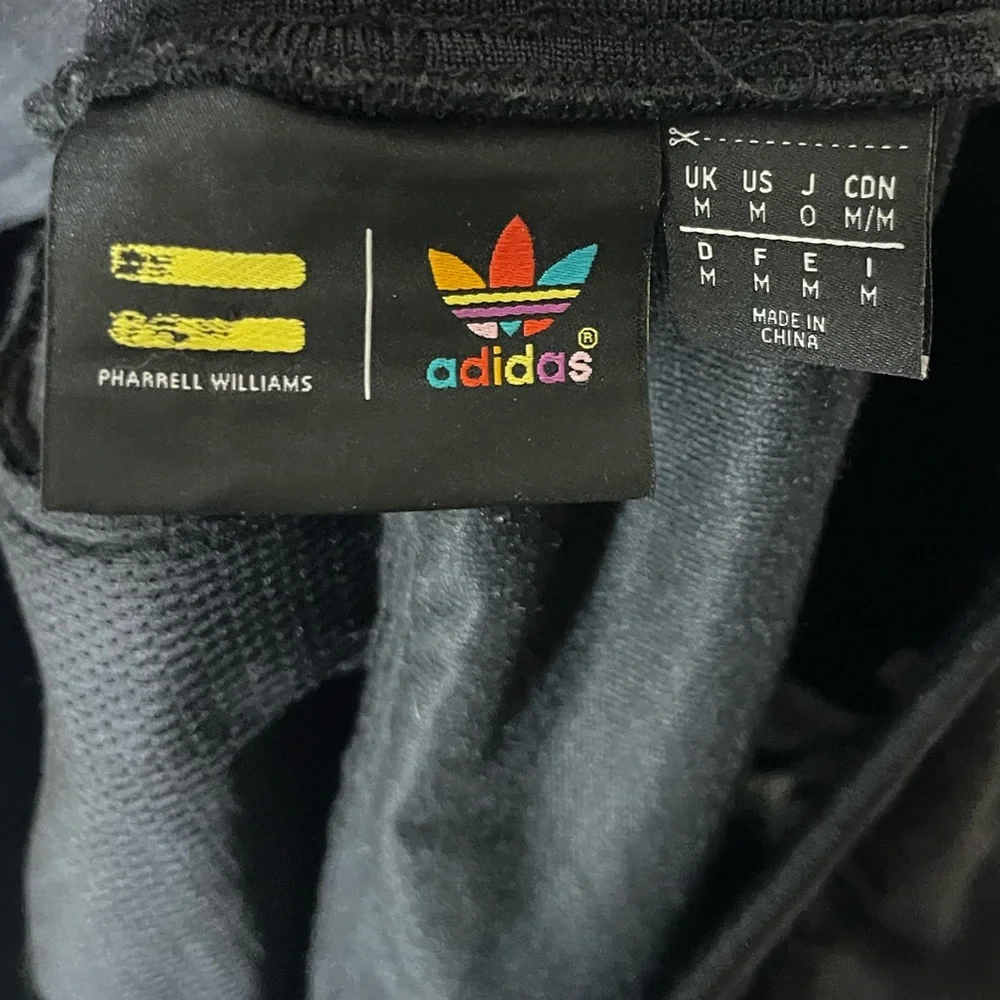 PHARRELL WILLIAMS
adidas®
UK US J CDN
M M O M/M
D F E I
M M M M
MADE IN
CHINA